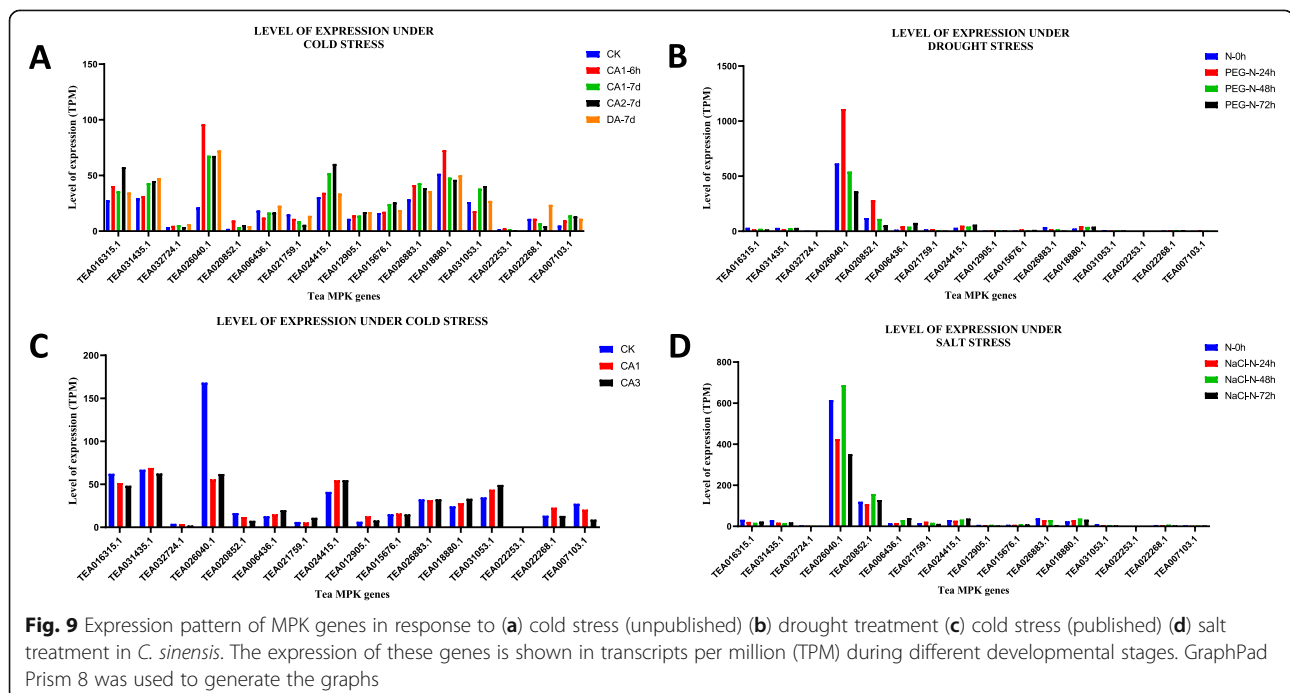 A
LEVEL OF EXPRESSION UNDER
COLD STRESS
CK
CA1-6h
CA1-7d
CA2-7d
DA-7d
Level of expression (TPM)
150
100
50
0
TEA016315.1
TEA031435.1
TEA032724.1
TEA026040.1
TEA020852.1
TEA006436.1
TEA021759.1
TEA024415.1
TEA012905.1
TEA015676.1
TEA026883.1
TEA018880.1
TEA031053.1
TEA022253.1
TEA022268.1
TEA007103.1
Tea MPK genes
B
LEVEL OF EXPRESSION UNDER
DROUGHT STRESS
N-0h
PEG-N-24h
PEG-N-48h
PEG-N-72h
Level of expression (TPM)
1500
1000
500
0
TEA016315.1
TEA031435.1
TEA032724.1
TEA026040.1
TEA020852.1
TEA006436.1
TEA021759.1
TEA024415.1
TEA012905.1
TEA015676.1
TEA026883.1
TEA018880.1
TEA031053.1
TEA022253.1
TEA022268.1
TEA007103.1
Tea MPK genes
C
LEVEL OF EXPRESSION UNDER COLD STRESS
CK
CA1
CA3
Level of expression (TPM)
200
150
100
50
0
TEA016315.1
TEA031435.1
TEA032724.1
TEA026040.1
TEA020852.1
TEA006436.1
TEA021759.1
TEA024415.1
TEA012905.1
TEA015676.1
TEA026883.1
TEA018880.1
TEA031053.1
TEA022253.1
TEA022268.1
TEA007103.1
Tea MPK genes
D
LEVEL OF EXPRESSION UNDER
SALT STRESS
N-0h
NaCl-N-24h
NaCl-N-48h
NaCl-N-72h
Level of expression (TPM)
800
600
400
200
0
TEA016315.1
TEA031435.1
TEA032724.1
TEA026040.1
TEA020852.1
TEA006436.1
TEA021759.1
TEA024415.1
TEA012905.1
TEA015676.1
TEA026883.1
TEA018880.1
TEA031053.1
TEA022253.1
TEA022268.1
TEA007103.1
Tea MPK genes
Fig. 9 Expression pattern of MPK genes in response to (a) cold stress (unpublished) (b) drought treatment (c) cold stress (published) (d) salt
treatment in C. sinensis. The expression of these genes is shown in transcripts per million (TPM) during different developmental stages. GraphPad
Prism 8 was used to generate the graphs